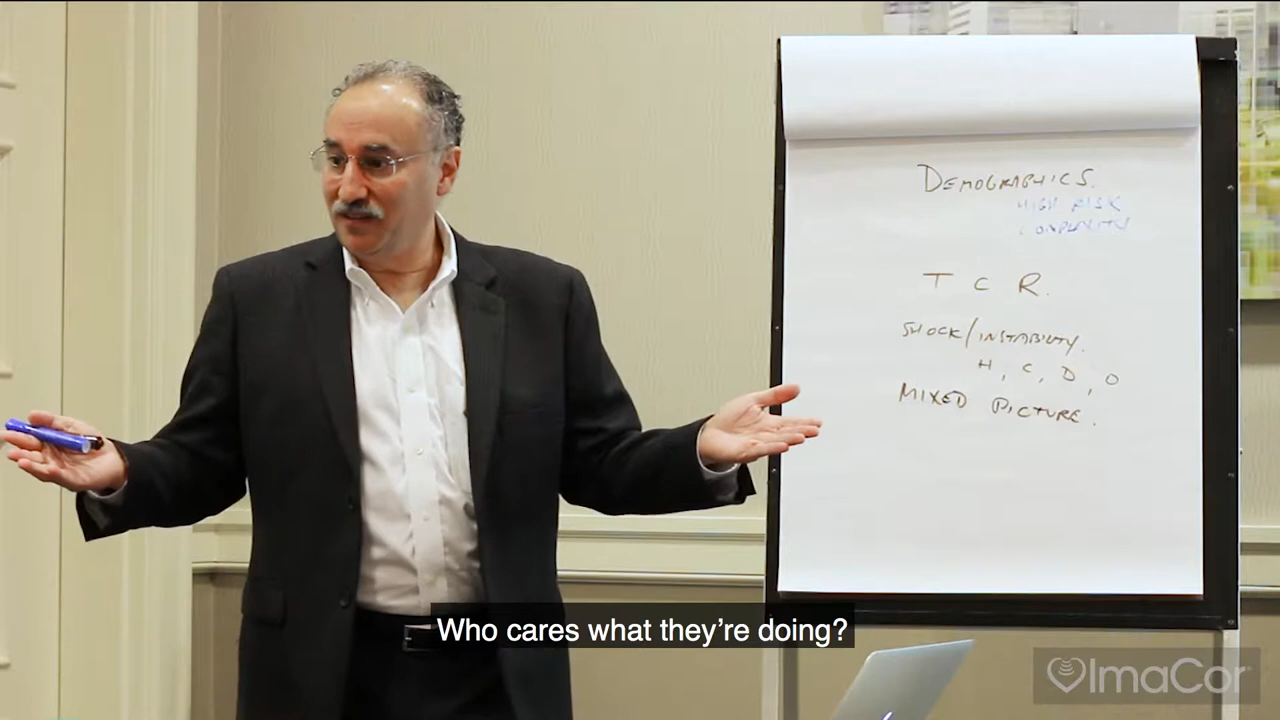 DEMOGRAPHICS.
HIGH RISK
COMPLEXITY
T C R.
SHOCK/INSTABILITY.
H, C, D, O
MIXED PICTURE.
Who cares what they're doing?
ImaCor